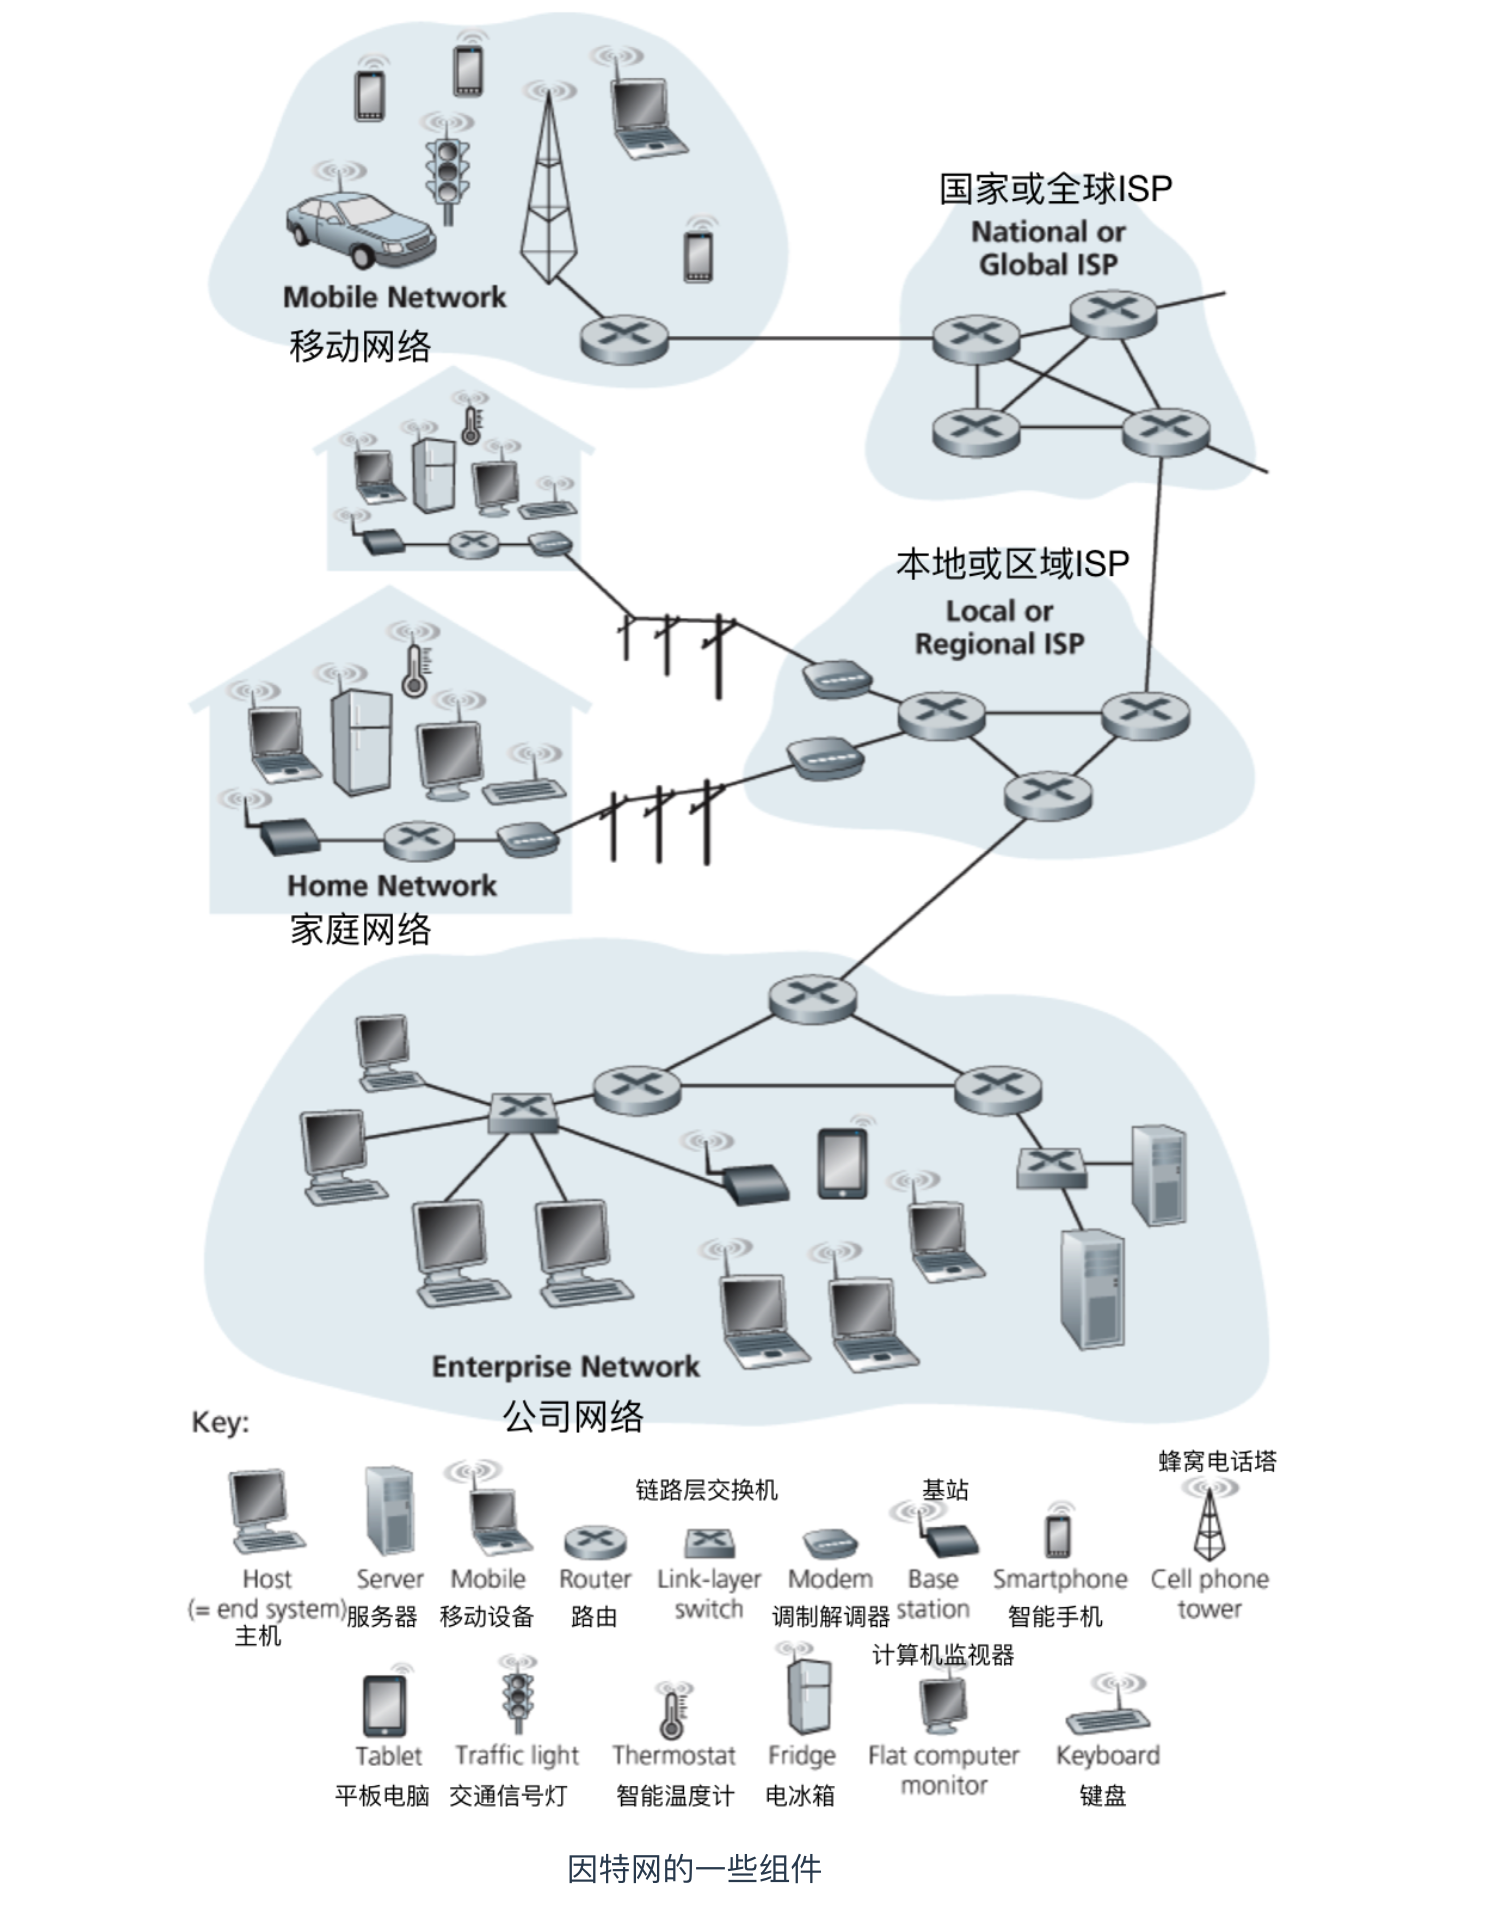 国家或全球ISP
National or
Global ISP
Mobile Network
移动网络
本地或区域ISP
Local or
Regional ISP
Home Network
家庭网络
Enterprise Network
公司网络
Key:
蜂窝电话塔
链路层交换机
基站
Host
(= end system)
主机
Server
服务器
Mobile
移动设备
Router
路由
Link-layer
switch
Modem
调制解调器
Base
station
Smartphone
智能手机
Cell phone
tower
计算机监视器
Tablet
平板电脑
Traffic light
交通信号灯
Thermostat
智能温度计
Fridge
电冰箱
Flat computer
monitor
Keyboard
键盘
因特网的一些组件